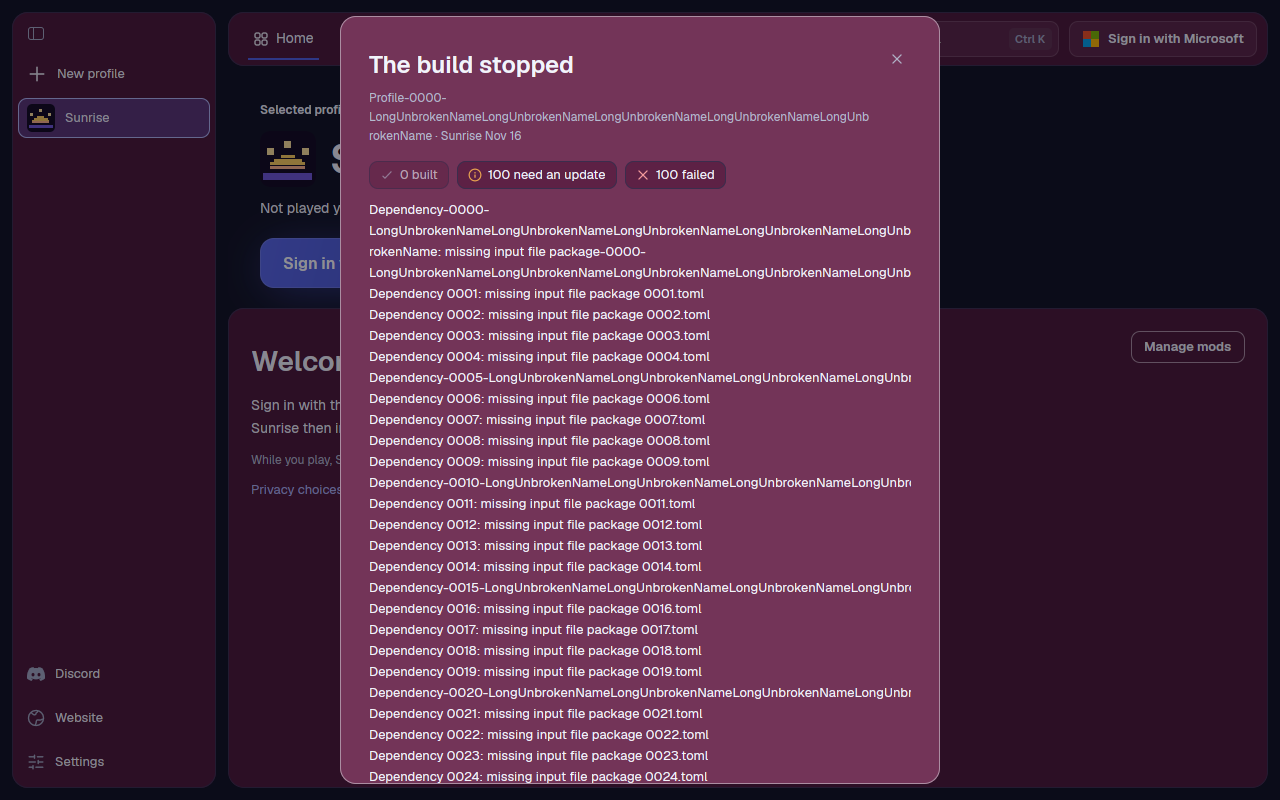 New profile
Sunrise
Discord
Website
Settings
Home
Ctrl K
Sign in with Microsoft
Selected profi
S
Not played y
Sign in
Welcor
Sign in with th
Sunrise then i
While you play, S
Privacy choices
Manage mods
The build stopped
Profile-0000-
LongUnbrokenNameLongUnbrokenNameLongUnbrokenNameLongUnbrokenNameLongUnb
rokenName · Sunrise Nov 16
0 built
100 need an update
100 failed
Dependency-0000-
LongUnbrokenNameLongUnbrokenNameLongUnbrokenNameLongUnbrokenNameLongUnb
rokenName: missing input file package-0000-
LongUnbrokenNameLongUnbrokenNameLongUnbrokenNameLongUnbrokenNameLongUnb
Dependency 0001: missing input file package 0001.toml
Dependency 0002: missing input file package 0002.toml
Dependency 0003: missing input file package 0003.toml
Dependency 0004: missing input file package 0004.toml
Dependency-0005-LongUnbrokenNameLongUnbrokenNameLongUnbrokenNameLongUnbr
Dependency 0006: missing input file package 0006.toml
Dependency 0007: missing input file package 0007.toml
Dependency 0008: missing input file package 0008.toml
Dependency 0009: missing input file package 0009.toml
Dependency-0010-LongUnbrokenNameLongUnbrokenNameLongUnbrokenNameLongUnbr
Dependency 0011: missing input file package 0011.toml
Dependency 0012: missing input file package 0012.toml
Dependency 0013: missing input file package 0013.toml
Dependency 0014: missing input file package 0014.toml
Dependency-0015-LongUnbrokenNameLongUnbrokenNameLongUnbrokenNameLongUnbr
Dependency 0016: missing input file package 0016.toml
Dependency 0017: missing input file package 0017.toml
Dependency 0018: missing input file package 0018.toml
Dependency 0019: missing input file package 0019.toml
Dependency-0020-LongUnbrokenNameLongUnbrokenNameLongUnbrokenNameLongUnbr
Dependency 0021: missing input file package 0021.toml
Dependency 0022: missing input file package 0022.toml
Dependency 0023: missing input file package 0023.toml
Dependency 0024: missing input file package 0024.toml